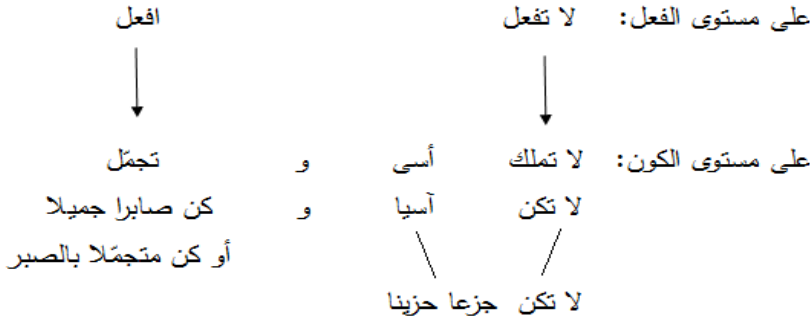 على مستوى الفعل: لا تفعل افعل
على مستوى الكون: لا تملك أسى و تجمّل
لا تكن آسيا و كن صابرا جميلا
أو كن متجمّلا بالصبر
لا تكن جزعا حزينا